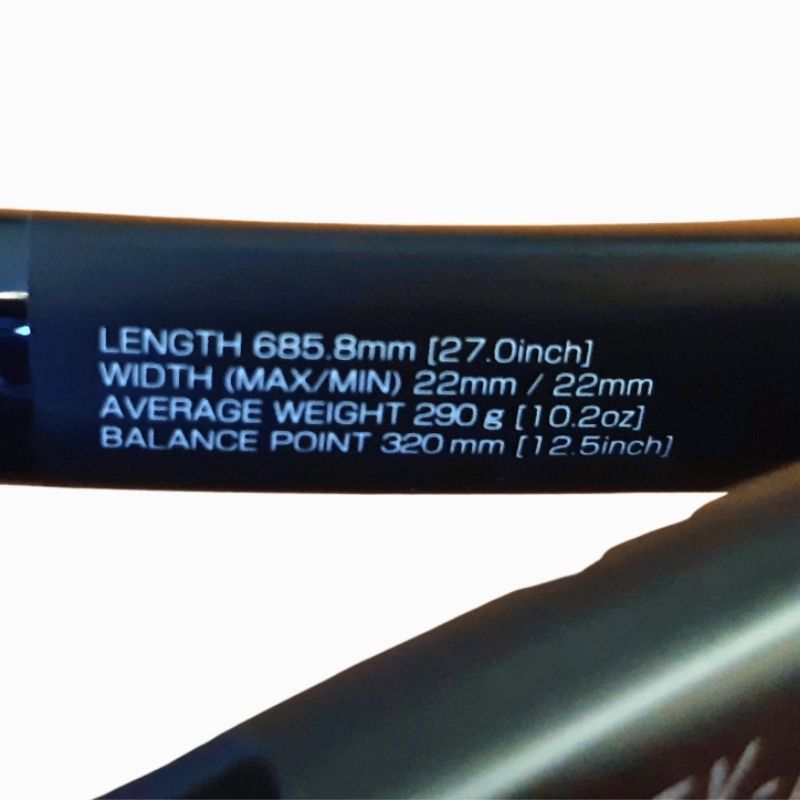 LENGTH 685.8mm [27.0inch]
WIDTH (MAX/MIN) 22mm / 22mm
AVERAGE WEIGHT 290 g [10.2oz]
BALANCE POINT 320 mm [12.5inch]